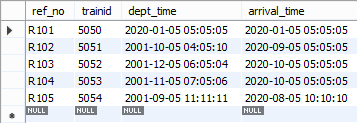 ref_no trainid dept_time arrival_time
R101 5050 2020-01-05 05:05:05 2020-01-05 05:05:05
R102 5051 2001-10-05 04:05:10 2020-09-05 05:05:05
R103 5052 2001-12-05 06:05:04 2020-10-05 05:05:05
R104 5053 2001-11-05 07:05:06 2020-10-05 05:05:05
R105 5054 2001-09-05 11:11:11 2020-08-05 10:10:10
NULL NULL NULL NULL